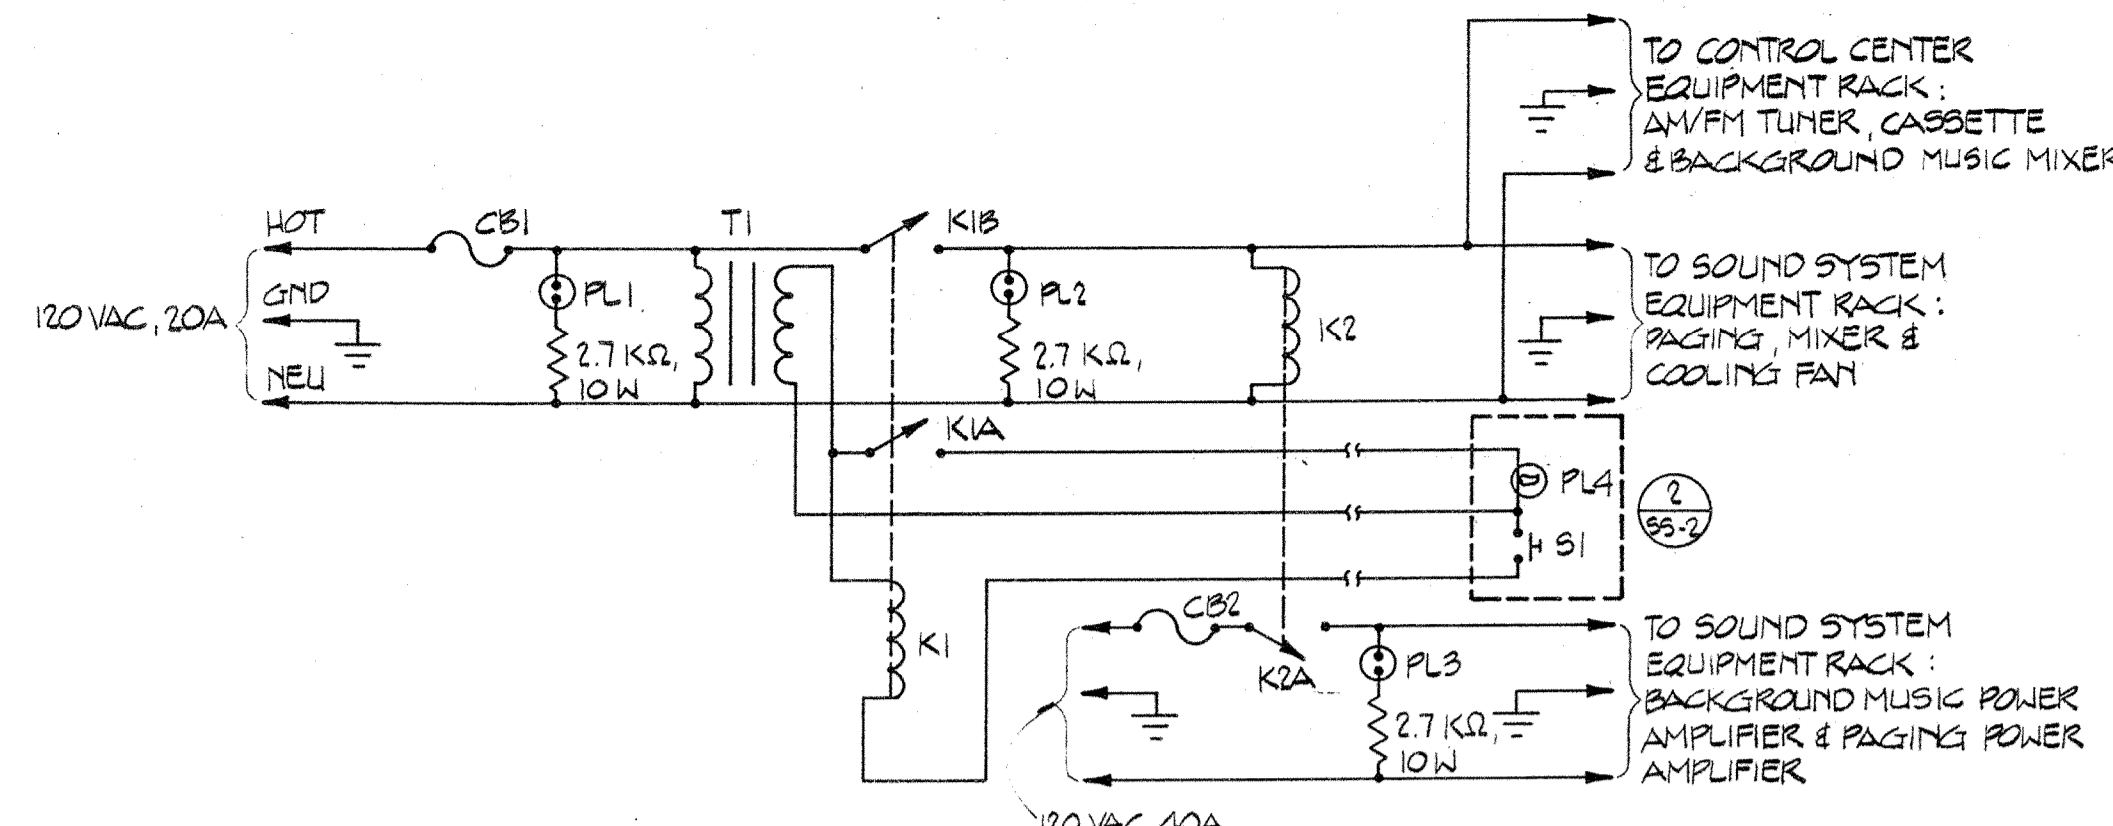 TO CONTROL CENTER
EQUIPMENT RACK:
AM/FM TUNER, CASSETTE
& BACKGROUND MUSIC MIXER
HOT
CB1
T1
K1B
GND
120 VAC, 20A
NEU
PL1
2.7 KΩ,
10 W
PL2
2.7 KΩ,
10 W
K2
TO SOUND SYSTEM
EQUIPMENT RACK:
PAGING, MIXER &
COOLING FAN
K1A
PL4
S1
2
SS-2
K1
CB2
K2A
PL3
2.7 KΩ,
10 W
TO SOUND SYSTEM
EQUIPMENT RACK:
BACKGROUND MUSIC POWER
AMPLIFIER & PAGING POWER
AMPLIFIER
120 VAC